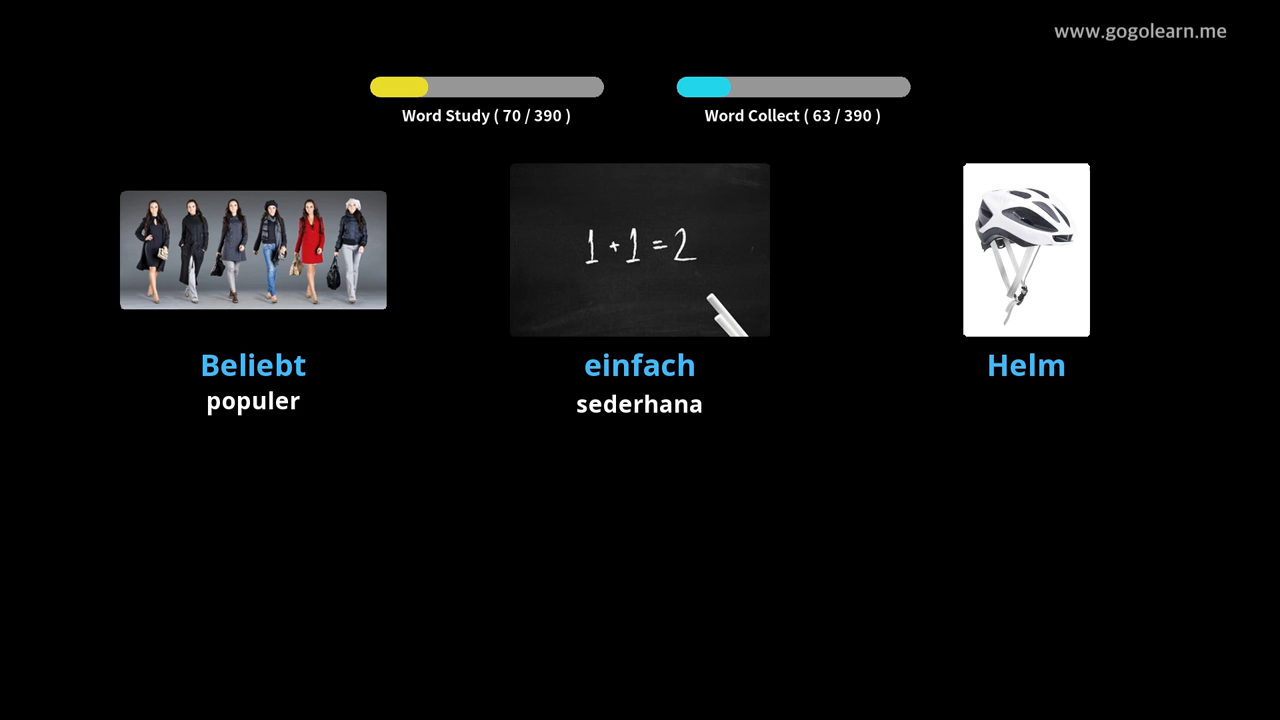 www.gogolearn.me
Word Study ( 70 / 390 )
Word Collect ( 63 / 390 )
1 + 1 = 2
Beliebt
populer
einfach
sederhana
Helm